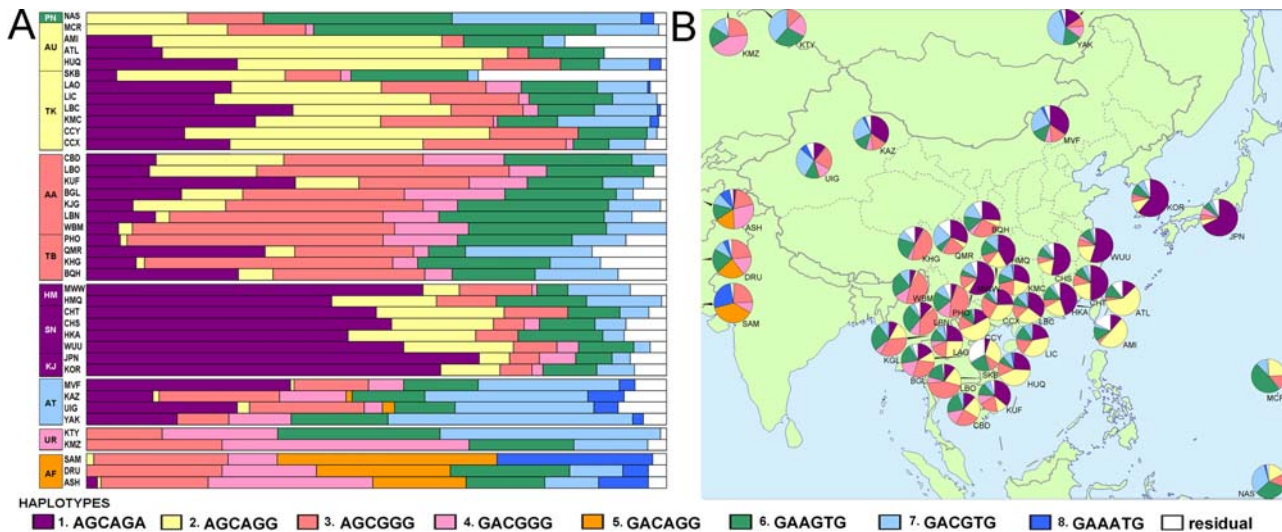 A
PN
NAS
MCR
AU
AMI
ATL
HUQ
SKB
LAO
TK
LIC
LBC
KMC
CCY
CCX
CBD
LBO
AA
KUF
BGL
KJG
LBN
WBM
PHO
TB
QMR
KHG
BQH
HM
MWW
HMQ
CHT
SN
CHS
HKA
WUU
KJ
JPN
KOR
MVF
AT
KAZ
UIG
YAK
UR
KTY
KMZ
SAM
AF
DRU
ASH
B
KMZ
KTY
YAK
MVF
KAZ
UIG
KOR
JPN
ASH
BQH
KHG
QMR
HMQ
WUU
CHS
DRU
WBM
MWW
KMC
CHT
ATL
SAM
LBN
PHO
CCX
LBC
HKA
AMI
KGL
CCY
LAO
LIC
BGL
SKB
HUQ
LBO
KUF
CBD
MCR
NAS
HAPLOTYPES
1. AGCAGA 2. AGCAGG 3. AGCGGG 4. GACGGG 5. GACAGG 6. GAAGTG 7. GACGTG 8. GAAATG residual